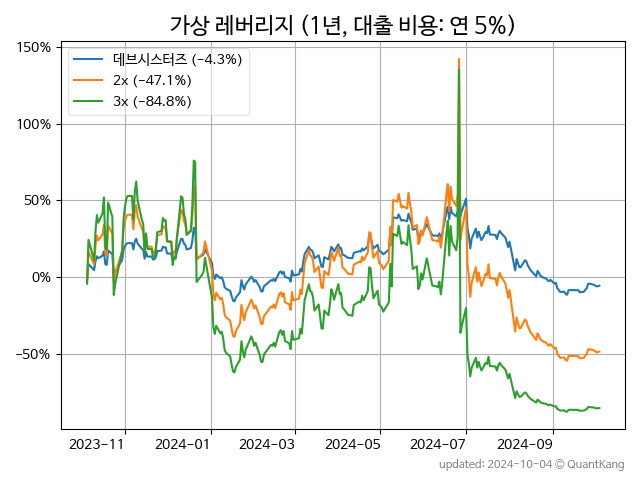 가상 레버리지 (1년, 대출 비용: 연 5%)
150%
100%
50%
0%
−50%
데브시스터즈 (-4.3%)
2x (-47.1%)
3x (-84.8%)
2023-11
2024-01
2024-03
2024-05
2024-07
2024-09
updated: 2024-10-04 © QuantKang